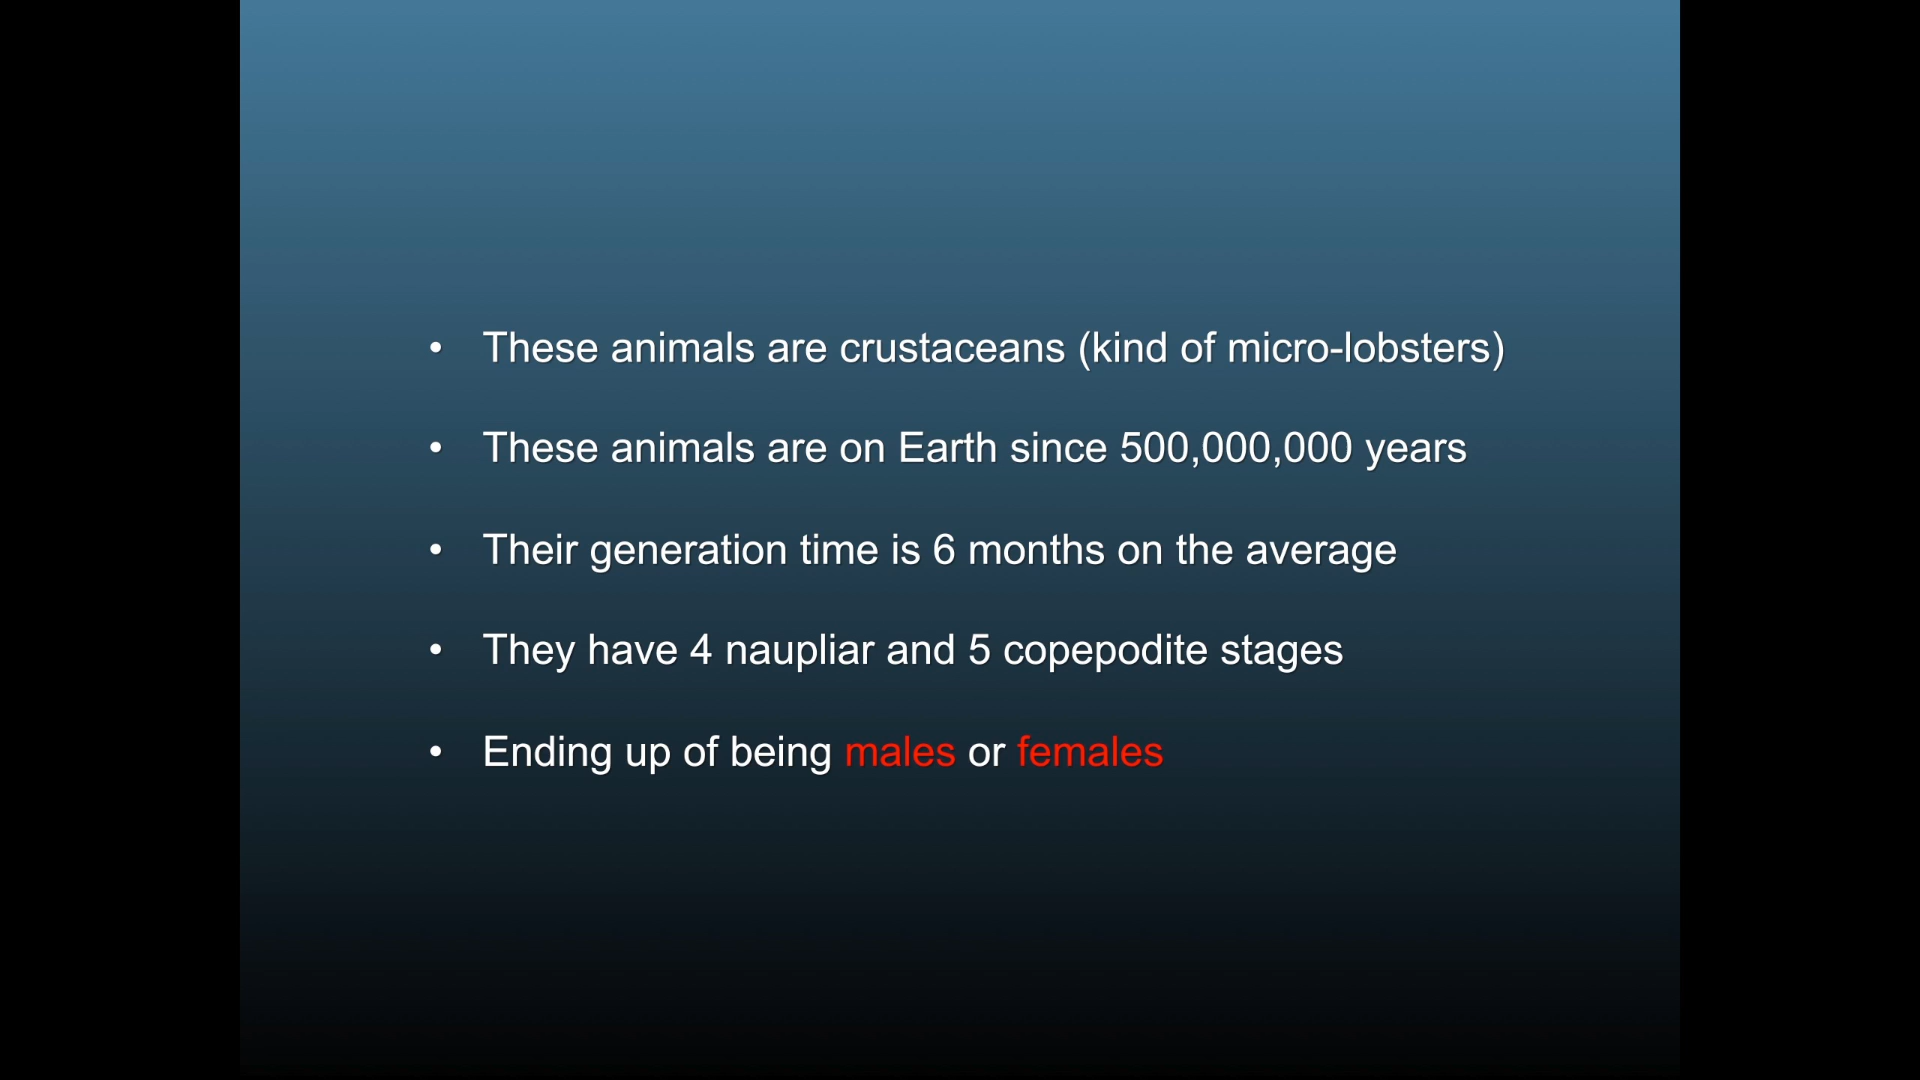 • These animals are crustaceans (kind of micro-lobsters)
• These animals are on Earth since 500,000,000 years
• Their generation time is 6 months on the average
• They have 4 naupliar and 5 copepodite stages
• Ending up of being males or females